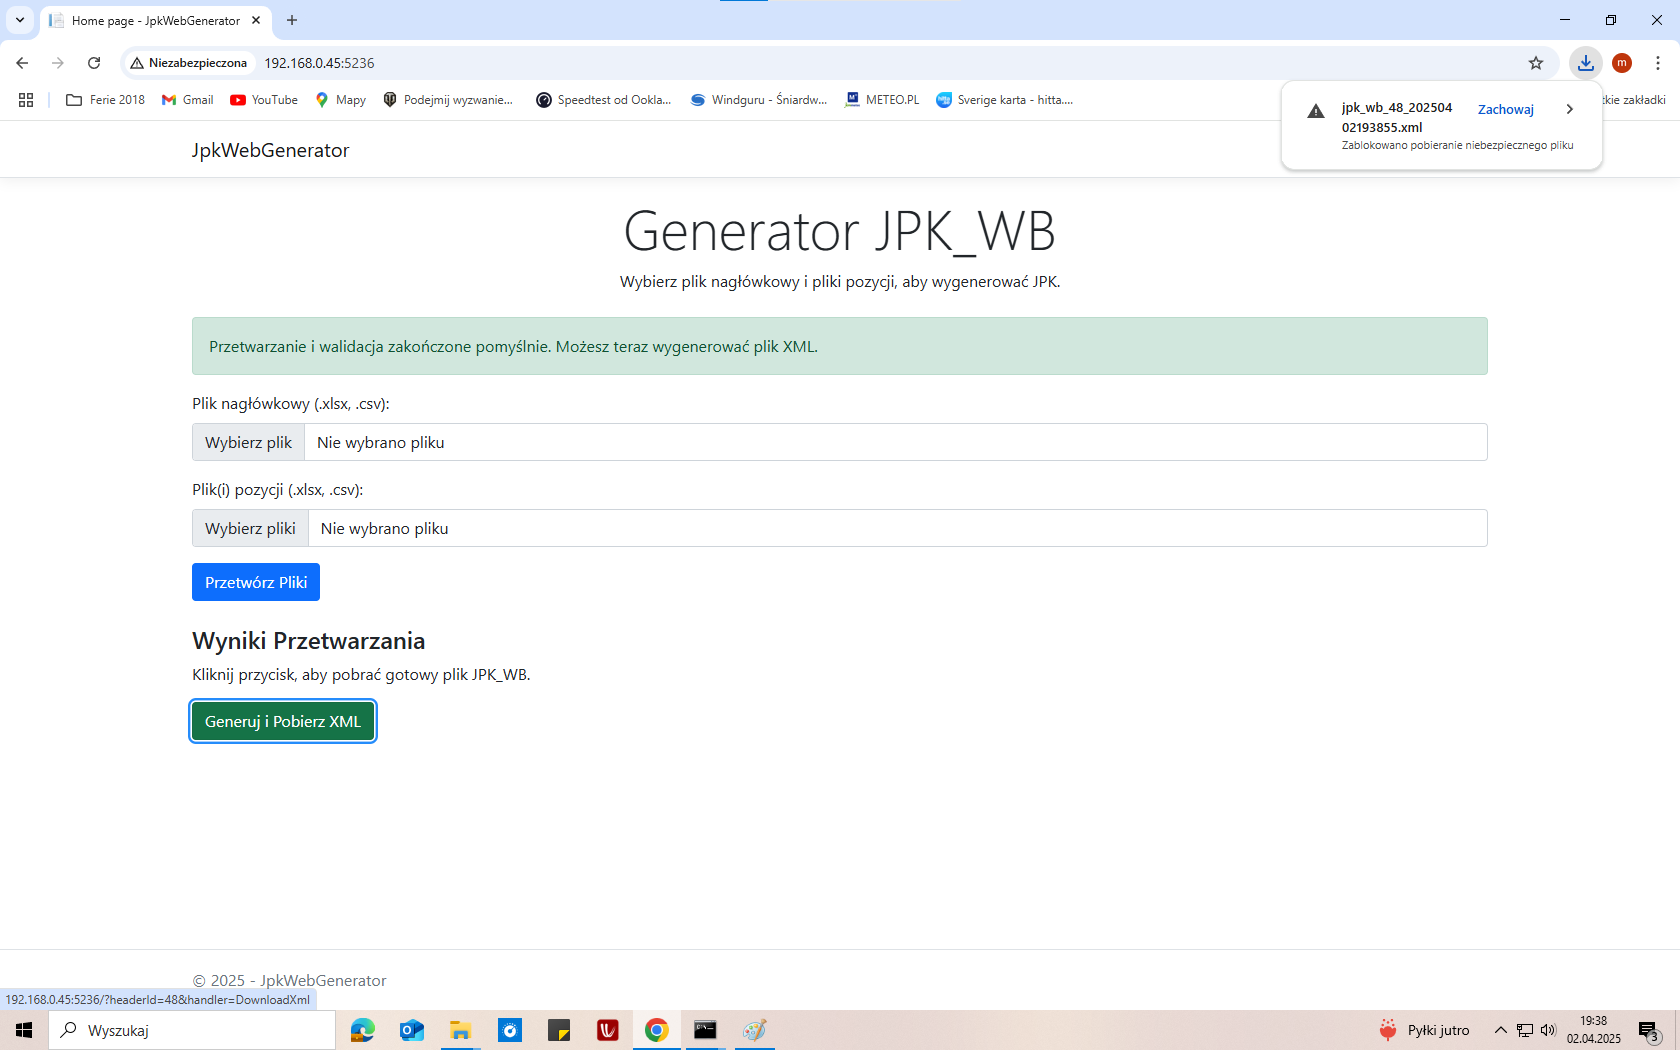 Home page - JpkWebGenerator
Niezabezpieczona
192.168.0.45:5236
m
Ferie 2018
Gmail
YouTube
Mapy
Podejmij wyzwanie...
Speedtest od Ookla...
Windguru - Śniardw...
METEO.PL
Sverige karta - hitta....
zkie zakładki
jpk_wb_48_202504
02193855.xml
Zachowaj
Zablokowano pobieranie niebezpiecznego pliku
JpkWebGenerator
Generator JPK_WB
Wybierz plik nagłówkowy i pliki pozycji, aby wygenerować JPK.
Przetwarzanie i walidacja zakończone pomyślnie. Możesz teraz wygenerować plik XML.
Plik nagłówkowy (.xlsx, .csv):
Wybierz plik
Nie wybrano pliku
Plik(i) pozycji (.xlsx, .csv):
Wybierz pliki
Nie wybrano pliku
Przetwórz Pliki
Wyniki Przetwarzania
Kliknij przycisk, aby pobrać gotowy plik JPK_WB.
Generuj i Pobierz XML
© 2025 - JpkWebGenerator
192.168.0.45:5236/?headerId=48&handler=DownloadXml
Wyszukaj
Pyłki jutro
19:38
02.04.2025
3